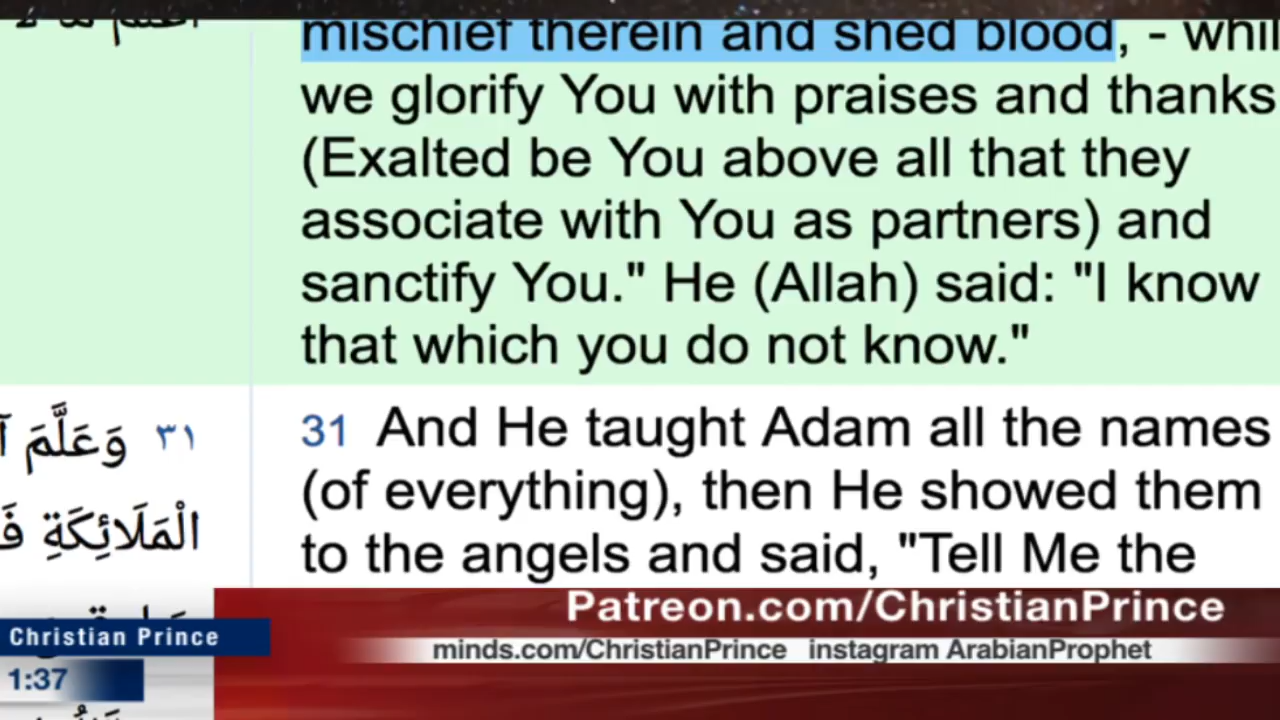 mischief therein and shed blood, - whil
we glorify You with praises and thanks
(Exalted be You above all that they
associate with You as partners) and
sanctify You." He (Allah) said: "I know
that which you do not know."
٣١ وَعَلَّمَ
31 And He taught Adam all the names
(of everything), then He showed them
الْمَلَائِكَةِ
to the angels and said, "Tell Me the
Patreon.com/ChristianPrince
Christian Prince
minds.com/ChristianPrince instagram ArabianProphet
1:37